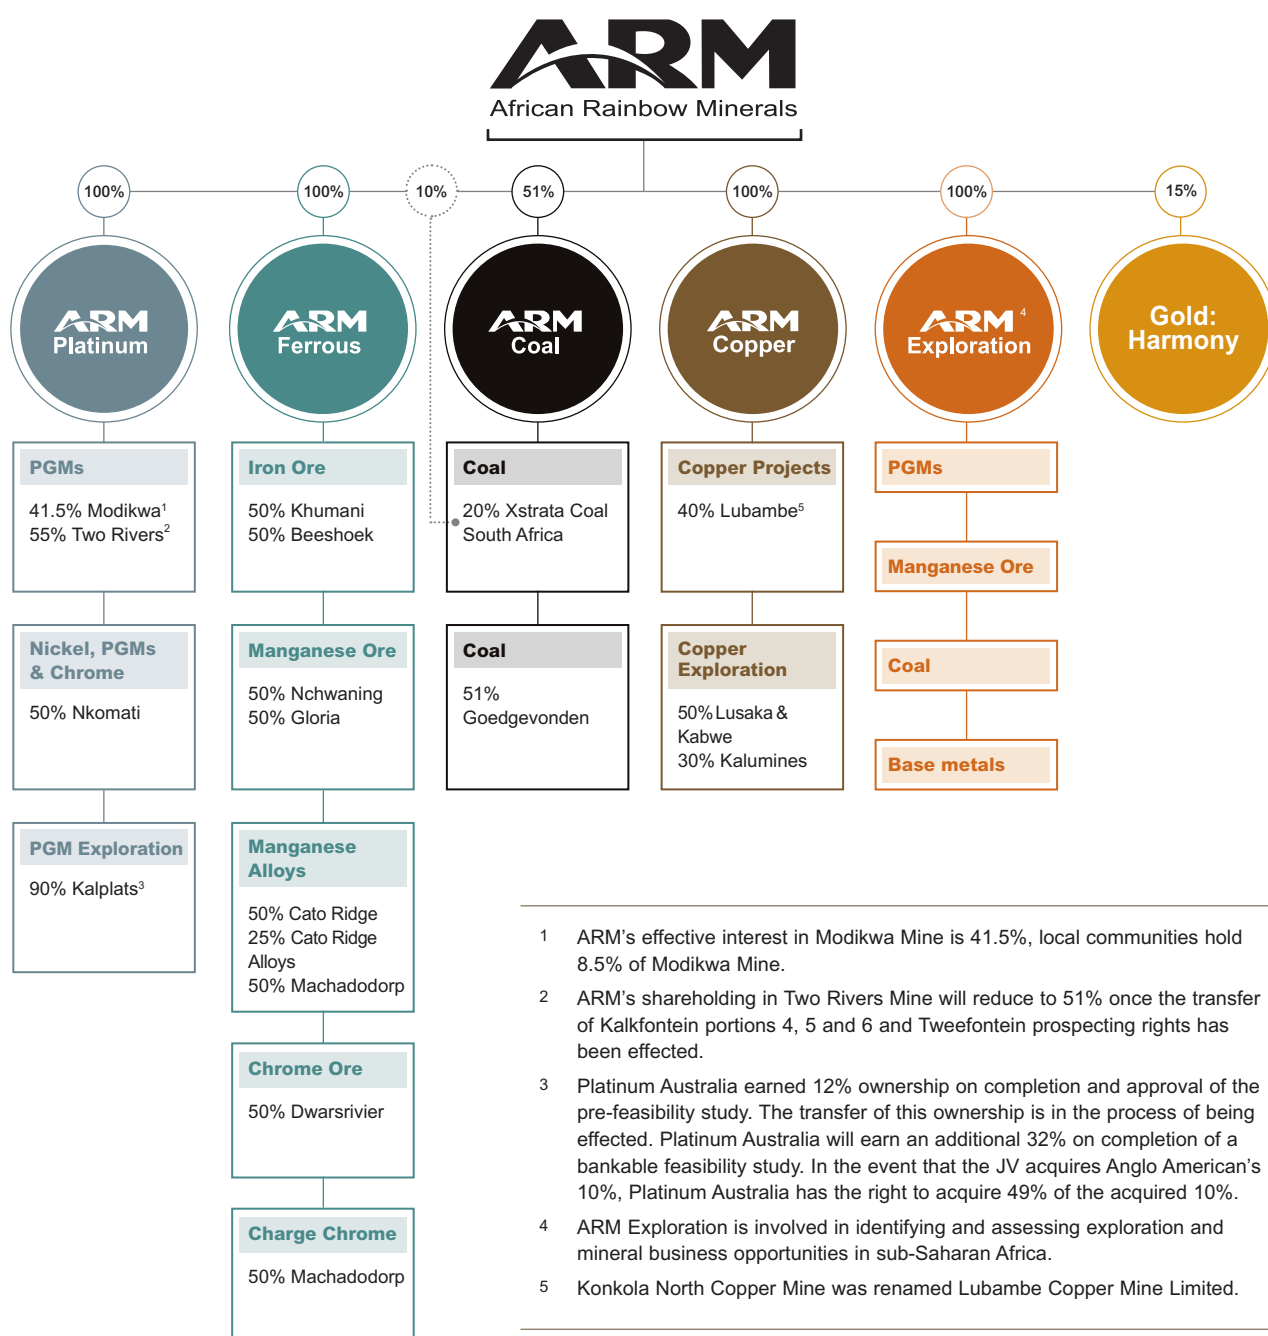 ARM
African Rainbow Minerals
100%
100%
10%
51%
100%
100%
15%
ARM
Platinum
ARM
Ferrous
ARM
Coal
ARM
Copper
ARM 4
Exploration
Gold:
Harmony
PGMs
41.5% Modikwa1
55% Two Rivers2
Nickel, PGMs
& Chrome
50% Nkomati
PGM Exploration
90% Kalplats3
Iron Ore
50% Khumani
50% Beeshoek
Manganese Ore
50% Nchwaning
50% Gloria
Manganese
Alloys
50% Cato Ridge
25% Cato Ridge
Alloys
50% Machadodorp
Chrome Ore
50% Dwarsrivier
Charge Chrome
50% Machadodorp
Coal
20% Xstrata Coal
South Africa
Coal
51%
Goedgevonden
Copper Projects
40% Lubambe5
Copper
Exploration
50% Lusaka &
Kabwe
30% Kalumines
PGMs
Manganese Ore
Coal
Base metals
1 ARM's effective interest in Modikwa Mine is 41.5%, local communities hold
8.5% of Modikwa Mine.
2 ARM's shareholding in Two Rivers Mine will reduce to 51% once the transfer
of Kalkfontein portions 4, 5 and 6 and Tweefontein prospecting rights has
been effected.
3 Platinum Australia earned 12% ownership on completion and approval of the
pre-feasibility study. The transfer of this ownership is in the process of being
effected. Platinum Australia will earn an additional 32% on completion of a
bankable feasibility study. In the event that the JV acquires Anglo American's
10%, Platinum Australia has the right to acquire 49% of the acquired 10%.
4 ARM Exploration is involved in identifying and assessing exploration and
mineral business opportunities in sub-Saharan Africa.
5 Konkola North Copper Mine was renamed Lubambe Copper Mine Limited.